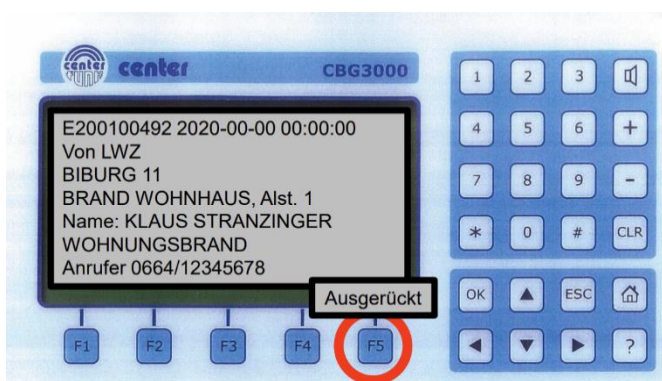 center
center CBG3000
E200100492 2020-00-00 00:00:00
Von LWZ
BIBURG 11
BRAND WOHNHAUS, Alst. 1
Name: KLAUS STRANZINGER
WOHNUNGSBRAND
Anrufer 0664/12345678
Ausgerückt
F1 F2 F3 F4 F5
1 2 3
4 5 6 +
7 8 9 -
* 0 # CLR
OK ESC
?